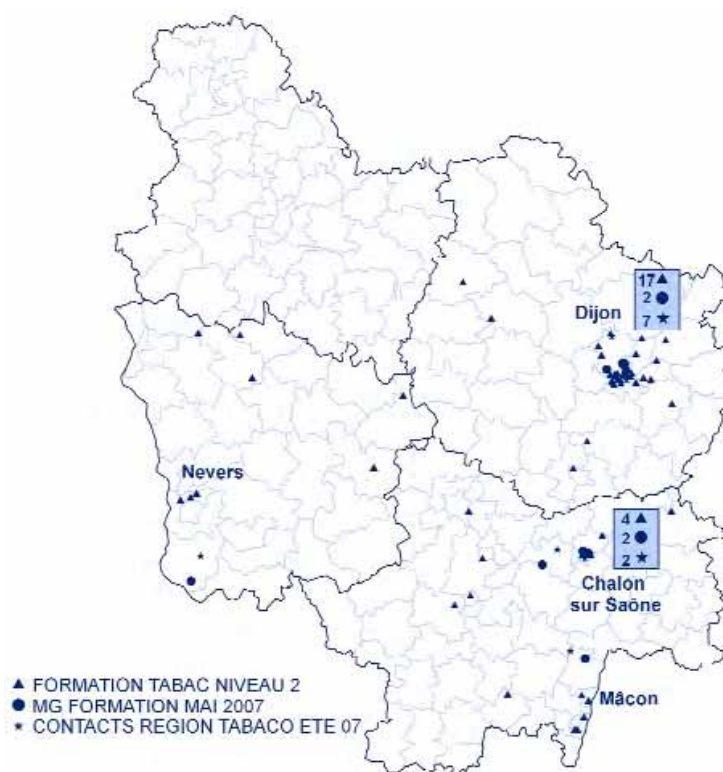 17 ▲
2 ●
7 ★
Dijon
Nevers
4 ▲
2 ●
2 ★
Chalon
sur Saône
Mâcon
▲ FORMATION TABAC NIVEAU 2
● MG FORMATION MAI 2007
★ CONTACTS REGION TABACO ETE 07